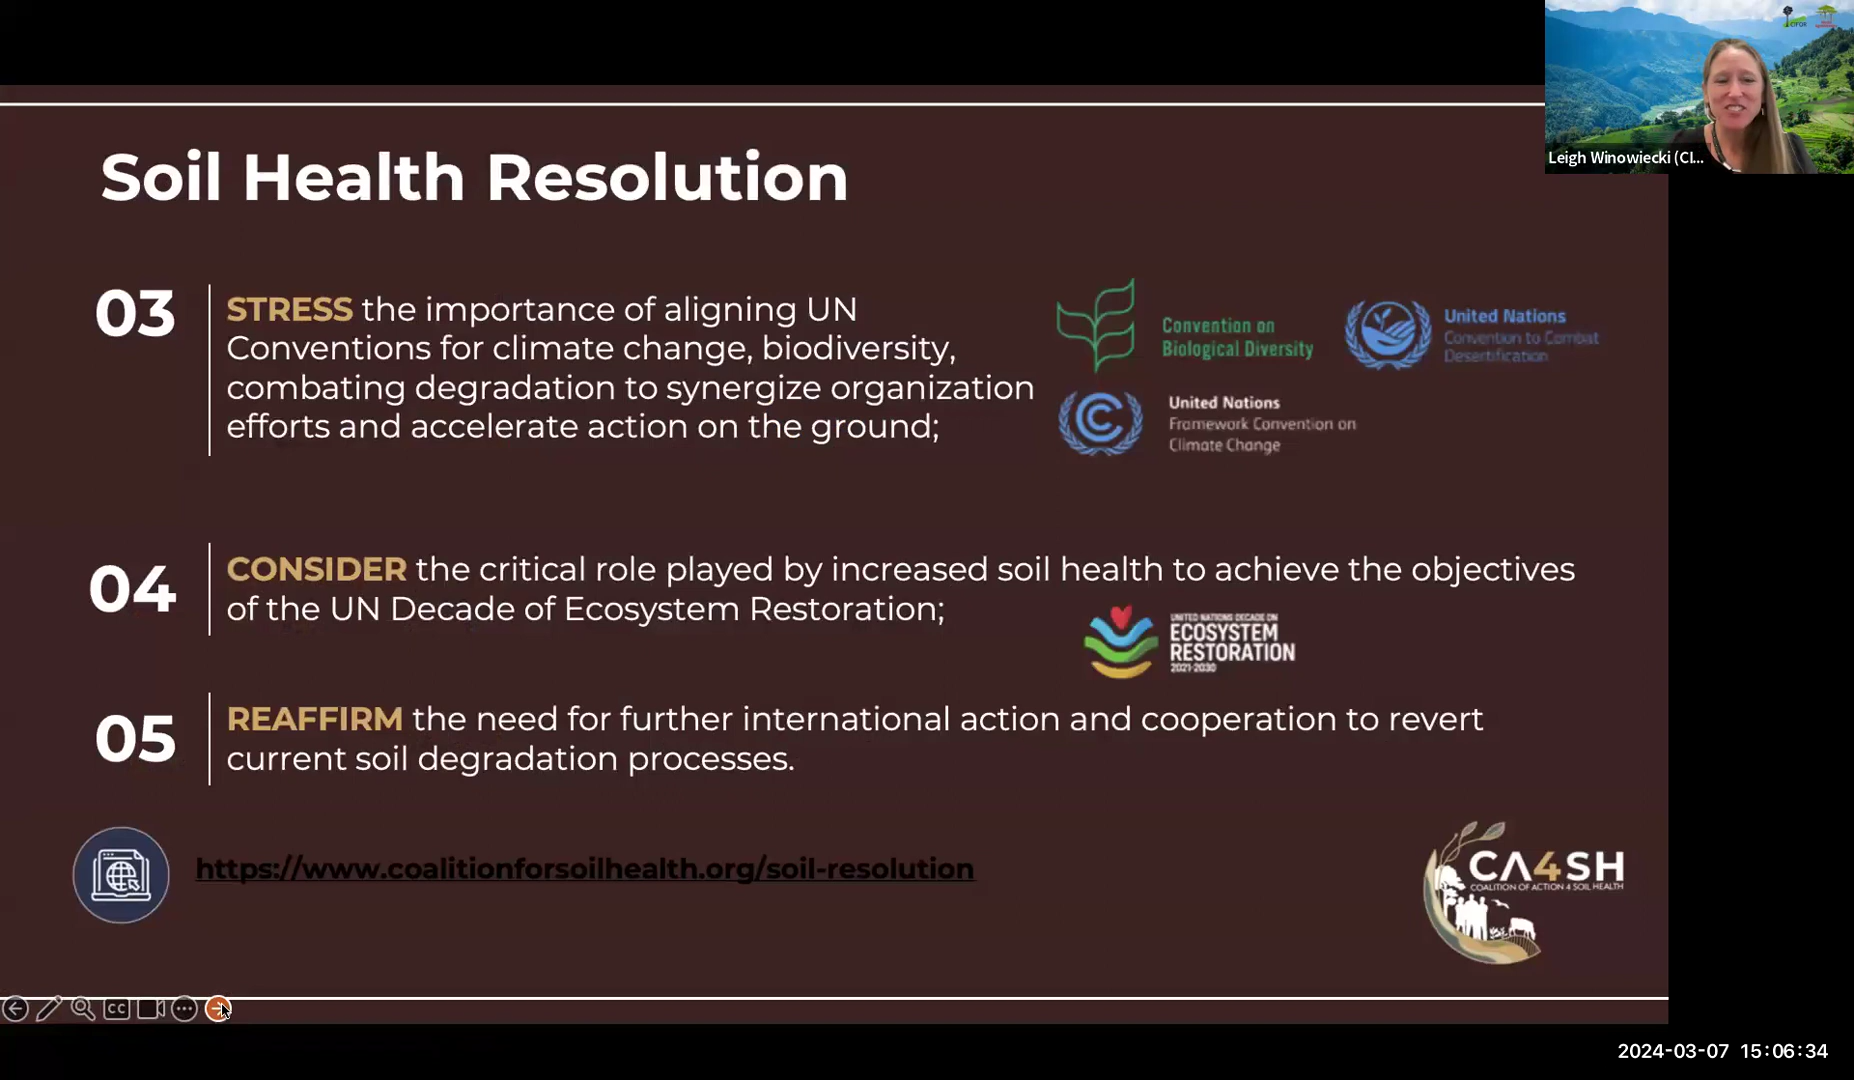 Leigh Winowiecki (CI...
Soil Health Resolution
03
STRESS the importance of aligning UN
Conventions for climate change, biodiversity,
combating degradation to synergize organization
efforts and accelerate action on the ground;
Convention on
Biological Diversity
United Nations
Convention to Combat
Desertification
United Nations
Framework Convention on
Climate Change
04
CONSIDER the critical role played by increased soil health to achieve the objectives
of the UN Decade of Ecosystem Restoration;
UNITED NATIONS DECADE ON
ECOSYSTEM
RESTORATION
2021-2030
05
REAFFIRM the need for further international action and cooperation to revert
current soil degradation processes.
https://www.coalitionforsoilhealth.org/soil-resolution
CA4SH
COALITION OF ACTION 4 SOIL HEALTH
CC
2024-03-07 15:06:34